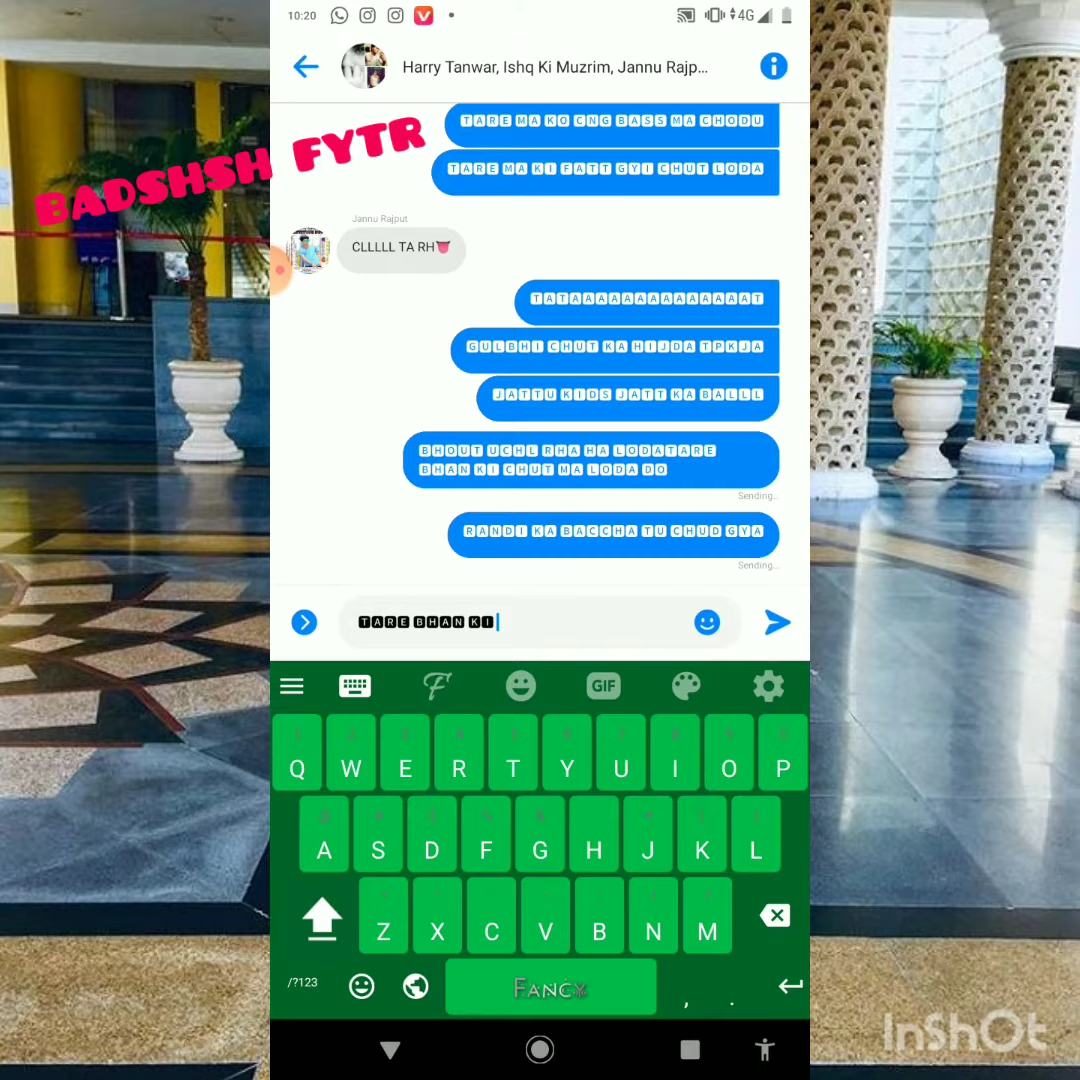 10:20
4G
Harry Tanwar, Ishq Ki Muzrim, Jannu Rajp...
BADSHSH FYTR
TARE MA KO CNG BASS MA CHODU
TARE MA KI FATT GYI CHUT LODA
Jannu Rajput
CLLLLL TA RH👅
TATAAAAAAAAAAAAAAT
GULBHI CHUT KA HIJDA TPKJA
JATTU KIDS JATT KA BALLL
BHOUT UCHL RHA HA LODATARE
BHAN KI CHUT MA LODA DO
Sending...
RANDI KA BACCHA TU CHUD GYA
Sending...
TARE BHAN KI
GIF
Q W E R T Y U I O P
A S D F G H J K L
Z X C V B N M
/?123 FANCY , .
InShOt